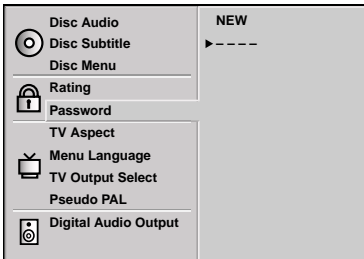 Disc Audio
Disc Subtitle
Disc Menu
Rating
Password
TV Aspect
Menu Language
TV Output Select
Pseudo PAL
Digital Audio Output
NEW
– – – –